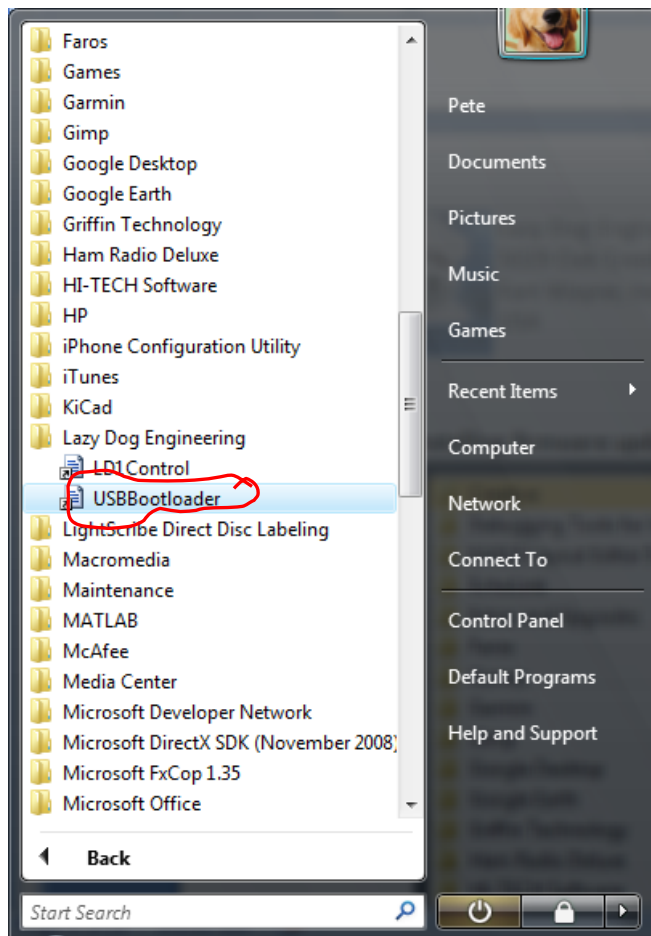 Faros
Games
Garmin
Gimp
Google Desktop
Google Earth
Griffin Technology
Ham Radio Deluxe
HI-TECH Software
HP
iPhone Configuration Utility
iTunes
KiCad
Lazy Dog Engineering
LD1Control
USBBootloader
LightScribe Direct Disc Labeling
Macromedia
Maintenance
MATLAB
McAfee
Media Center
Microsoft Developer Network
Microsoft DirectX SDK (November 2008)
Microsoft FxCop 1.35
Microsoft Office
Back
Start Search
Pete
Documents
Pictures
Music
Games
Recent Items
Computer
Network
Connect To
Control Panel
Default Programs
Help and Support